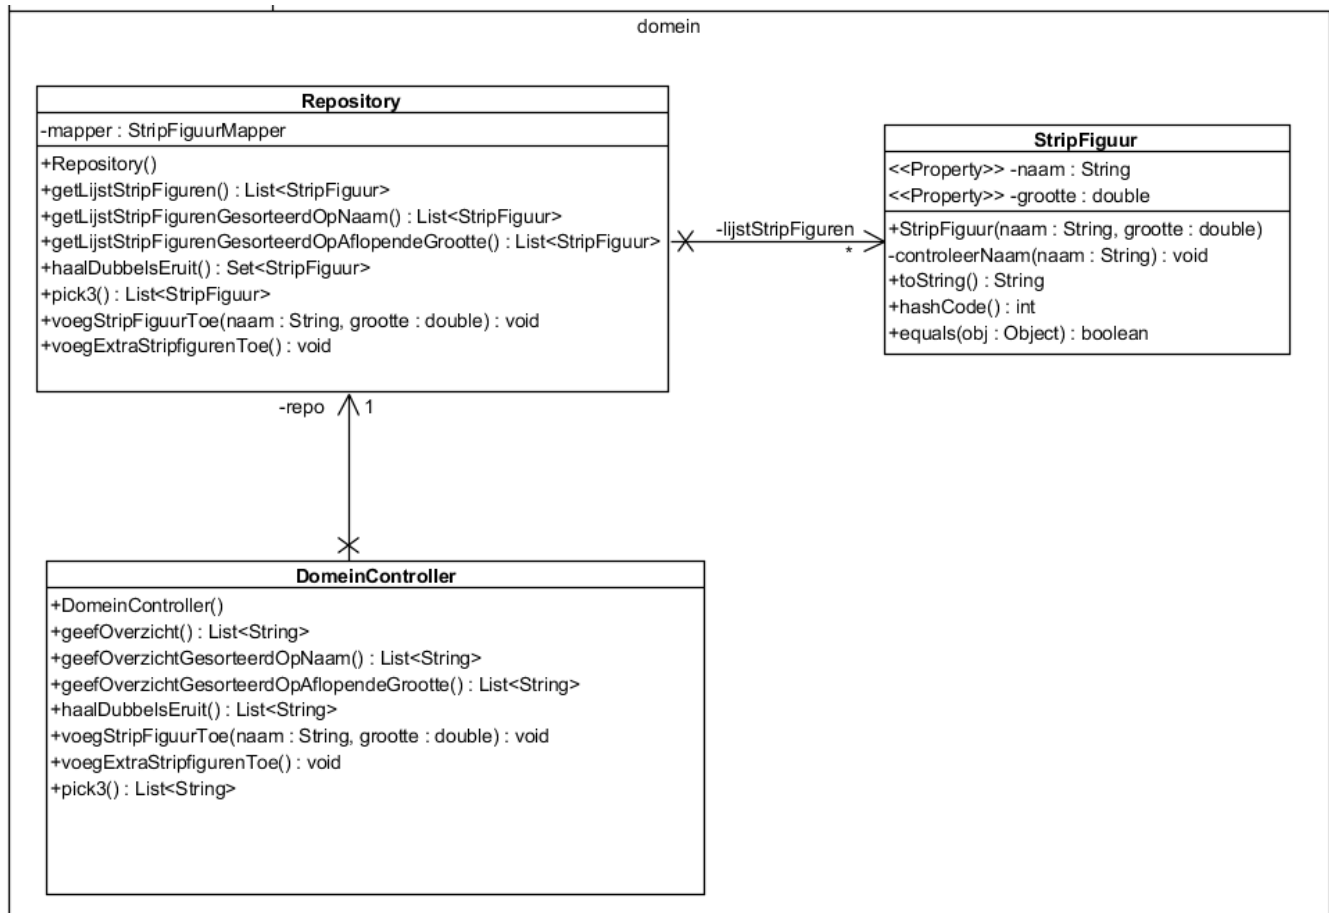 domein
Repository
-mapper : StripFiguurMapper
+Repository()
+getLijstStripFiguren() : List<StripFiguur>
+getLijstStripFigurenGesorteerdOpNaam() : List<StripFiguur>
+getLijstStripFigurenGesorteerdOpAflopendeGrootte() : List<StripFiguur>
+haalDubbelsEruit() : Set<StripFiguur>
+pick3() : List<StripFiguur>
+voegStripFiguurToe(naam : String, grootte : double) : void
+voegExtraStripfigurenToe() : void
-lijstStripFiguren
*
StripFiguur
<<Property>> -naam : String
<<Property>> -grootte : double
+StripFiguur(naam : String, grootte : double)
-controleerNaam(naam : String) : void
+toString() : String
+hashCode() : int
+equals(obj : Object) : boolean
-repo 1
DomeinController
+DomeinController()
+geefOverzicht() : List<String>
+geefOverzichtGesorteerdOpNaam() : List<String>
+geefOverzichtGesorteerdOpAflopendeGrootte() : List<String>
+haalDubbelsEruit() : List<String>
+voegStripFiguurToe(naam : String, grootte : double) : void
+voegExtraStripfigurenToe() : void
+pick3() : List<String>